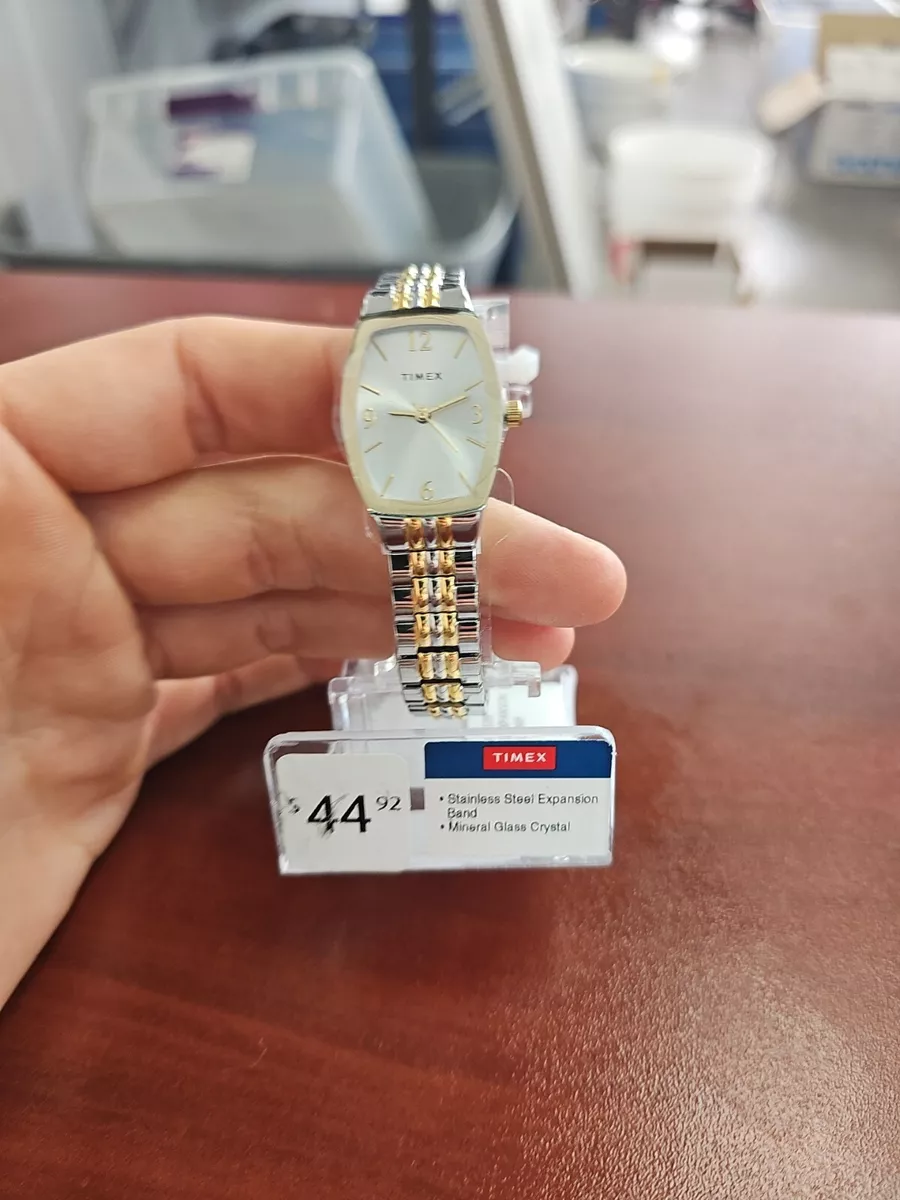 12
TIMEX
9
3
6
TIMEX
$ 44 92
• Stainless Steel Expansion
Band
• Mineral Glass Crystal